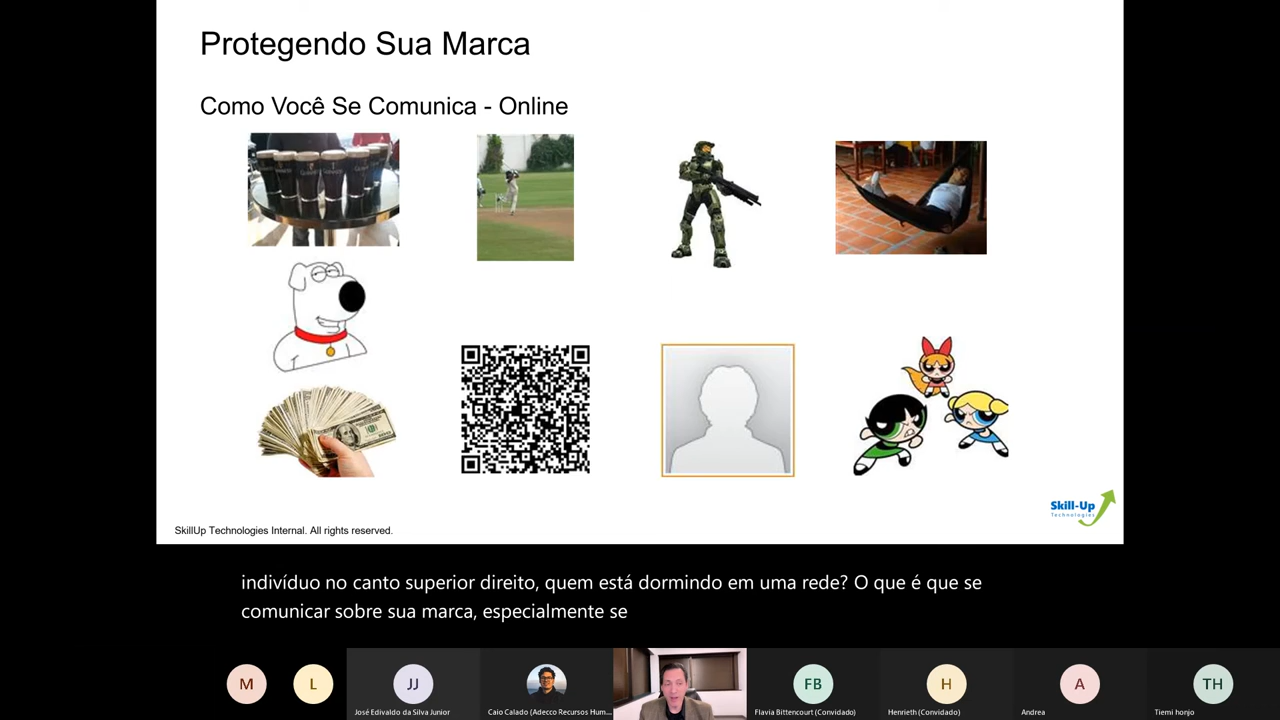 Protegendo Sua Marca
Como Você Se Comunica - Online
Skill-Up
Technologies
SkillUp Technologies Internal. All rights reserved.
indivíduo no canto superior direito, quem está dormindo em uma rede? O que é que se
comunicar sobre sua marca, especialmente se
M
L
JJ
FB
H
A
TH
José Edivaldo da Silva Junior
Caio Calado (Adecco Recursos Hum...
Flavia Bittencourt (Convidado)
Henrieth (Convidado)
Andrea
Tiemi honjo